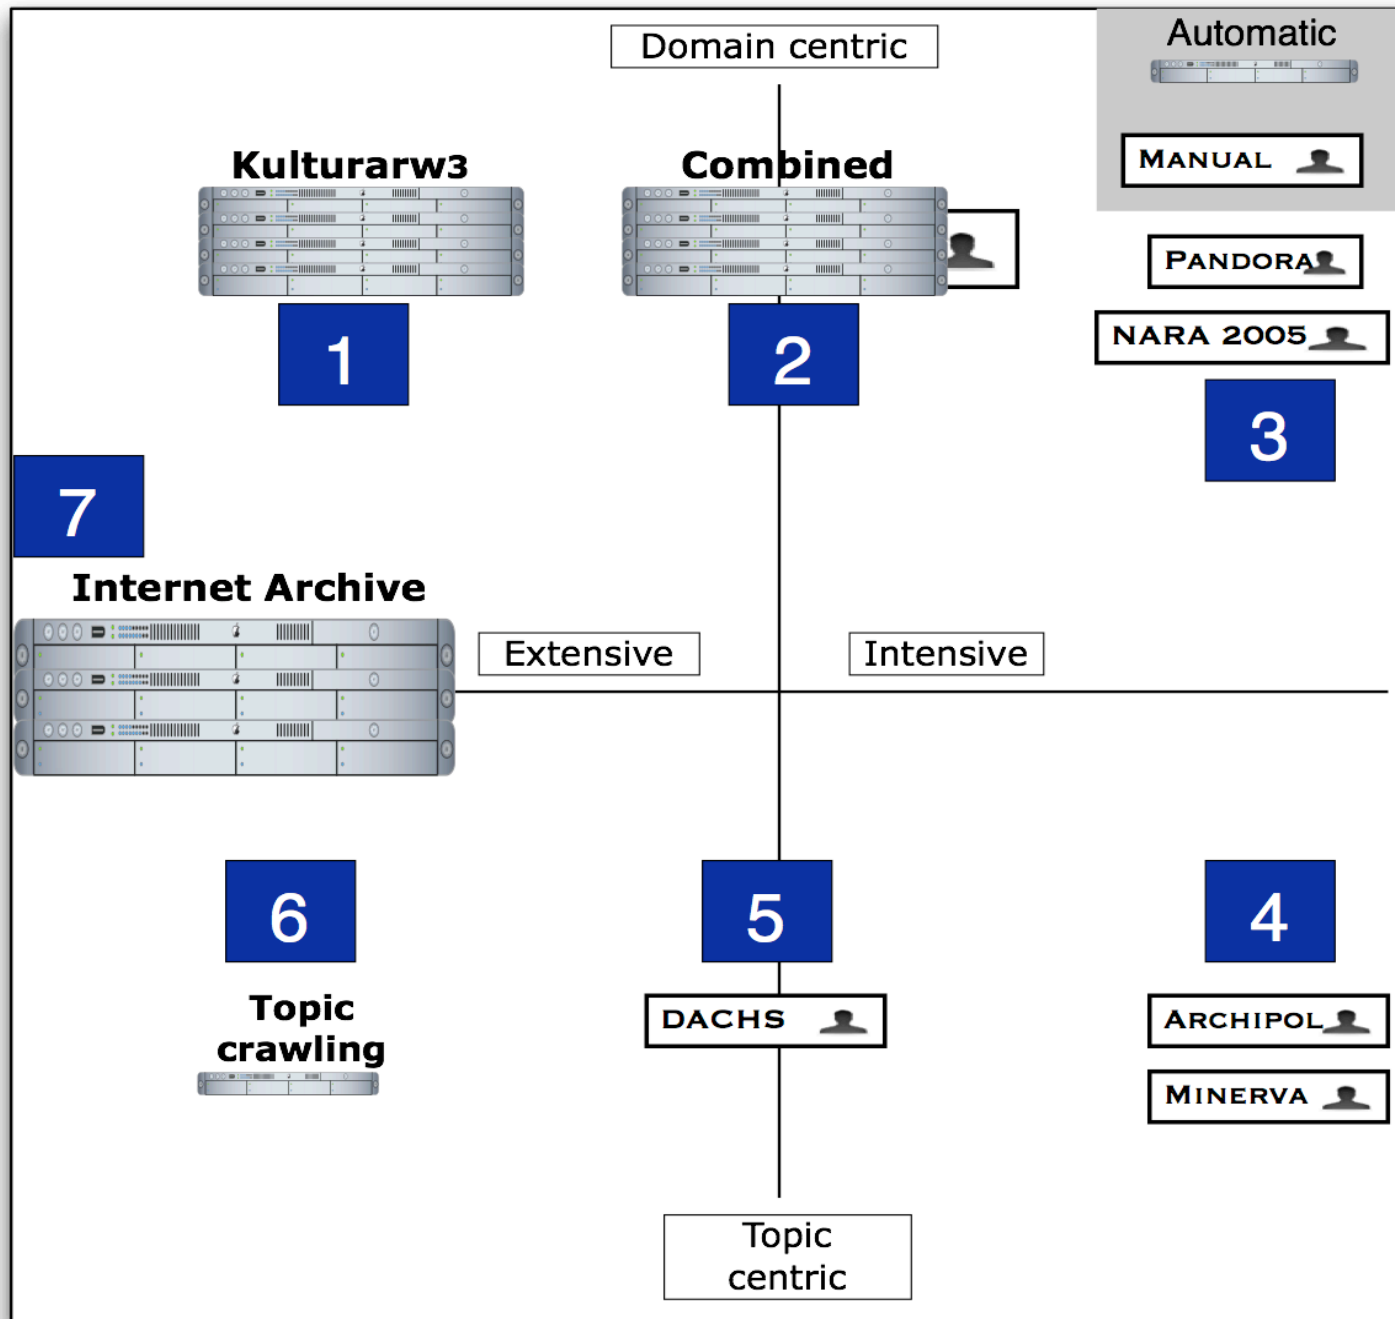 Domain centric
Automatic
MANUAL
Kulturarw3
Combined
PANDORA
NARA 2005
1
2
3
7
Internet Archive
Extensive
Intensive
6
5
4
Topic
crawling
DACHS
ARCHIPOL
MINERVA
Topic
centric